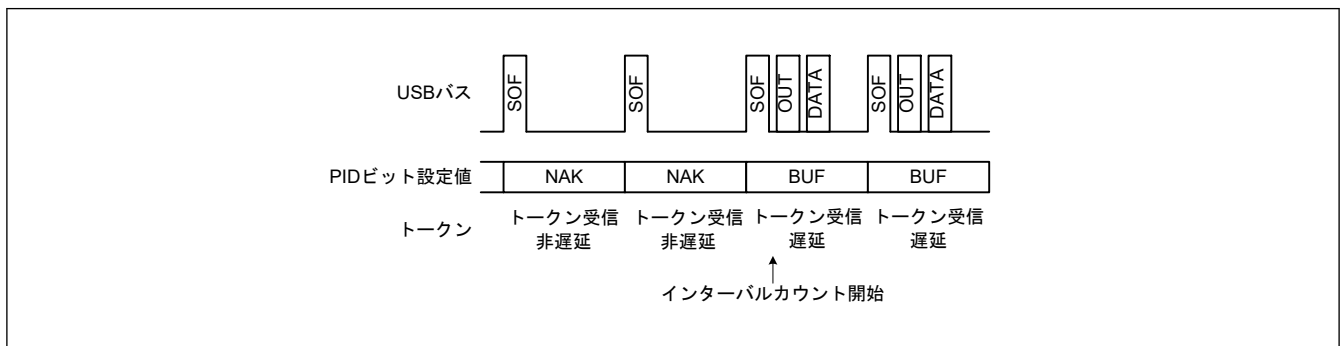 USBバス
SOF
SOF
SOF
OUT
DATA
SOF
OUT
DATA
PIDビット設定値
NAK
NAK
BUF
BUF
トークン
トークン受信
非遅延
トークン受信
非遅延
トークン受信
遅延
トークン受信
遅延
インターバルカウント開始